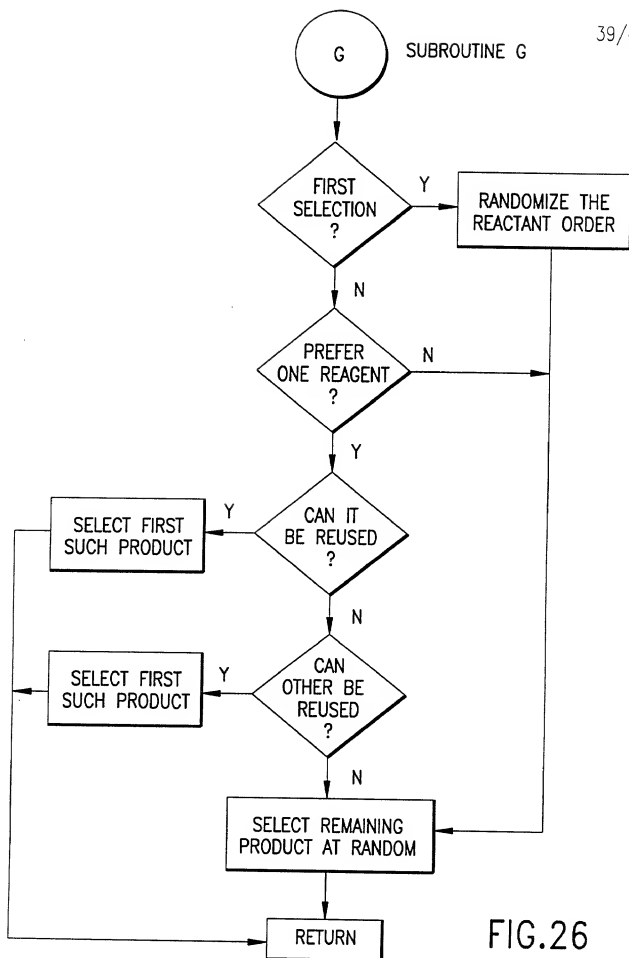 39/
G
SUBROUTINE G
FIRST
SELECTION
?
Y
RANDOMIZE THE
REACTANT ORDER
N
PREFER
ONE REAGENT
?
N
Y
CAN IT
BE REUSED
?
Y
SELECT FIRST
SUCH PRODUCT
N
CAN
OTHER BE
REUSED
?
Y
SELECT FIRST
SUCH PRODUCT
N
SELECT REMAINING
PRODUCT AT RANDOM
RETURN
FIG.26